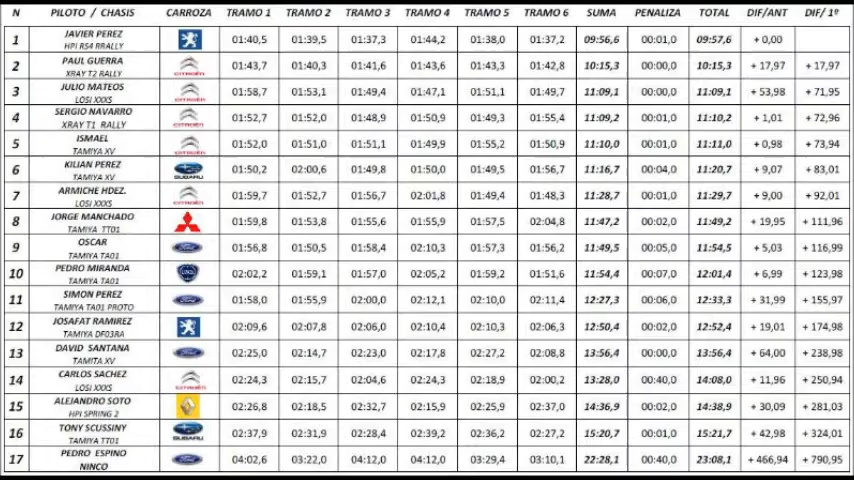 N PILOTO / CHASIS CARROZA TRAMO 1 TRAMO 2 TRAMO 3 TRAMO 4 TRAMO 5 TRAMO 6 SUMA PENALIZA TOTAL DIF/ANT DIF/ 1º
1 JAVIER PEREZ 01:40,5 01:39,5 01:37,3 01:44,2 01:38,0 01:37,2 09:56,6 00:01,0 09:57,6 + 0,00
HPI RS4 RRALLY
2 PAUL GUERRA CITROËN 01:43,7 01:40,3 01:41,6 01:43,6 01:43,3 01:42,8 10:15,3 00:00,0 10:15,3 + 17,97 + 17,97
XRAY T2 RALLY
3 JULIO MATEOS CITROËN 01:58,7 01:53,1 01:49,4 01:47,1 01:51,1 01:49,7 11:09,1 00:00,0 11:09,1 + 53,98 + 71,95
LOSI XXXS
4 SERGIO NAVARRO CITROËN 01:52,7 01:52,0 01:48,9 01:50,9 01:49,3 01:55,4 11:09,2 00:01,0 11:10,2 + 1,01 + 72,96
XRAY T1 RALLY
5 ISMAEL CITROËN 01:52,0 01:51,0 01:51,1 01:49,9 01:55,2 01:50,9 11:10,0 00:01,0 11:11,0 + 0,98 + 73,94
TAMIYA XV
6 KILIAN PEREZ SUBARU 01:50,2 02:00,6 01:49,8 01:50,0 01:49,5 01:56,7 11:16,7 00:04,0 11:20,7 + 9,07 + 83,01
TAMIYA XV
7 ARMICHE HDEZ. CITROËN 01:59,7 01:52,7 01:56,7 02:01,8 01:49,4 01:48,3 11:28,7 00:01,0 11:29,7 + 9,00 + 92,01
LOSI XXXS
8 JORGE MANCHADO 01:59,8 01:53,8 01:55,6 01:55,9 01:57,5 02:04,8 11:47,2 00:02,0 11:49,2 + 19,95 + 111,96
TAMIYA TT01
9 OSCAR Ford 01:56,8 01:50,5 01:58,4 02:10,3 01:57,3 01:56,2 11:49,5 00:05,0 11:54,5 + 5,03 + 116,99
TAMIYA TA01
10 PEDRO MIRANDA 02:02,2 01:59,1 01:57,0 02:05,2 01:59,2 01:51,6 11:54,4 00:07,0 12:01,4 + 6,99 + 123,98
TAMIYA TA01
11 SIMON PEREZ Ford 01:58,0 01:55,9 02:00,0 02:12,1 02:10,0 02:11,4 12:27,3 00:06,0 12:33,3 + 31,99 + 155,97
TAMIYA TA01 PROTO
12 JOSAFAT RAMIREZ 02:09,6 02:07,8 02:06,0 02:10,4 02:10,3 02:06,3 12:50,4 00:02,0 12:52,4 + 19,01 + 174,98
TAMIYA DF03RA
13 DAVID SANTANA Ford 02:25,0 02:14,7 02:23,0 02:17,8 02:27,2 02:08,8 13:56,4 00:00,0 13:56,4 + 64,00 + 238,98
TAMITA XV
14 CARLOS SACHEZ CITROËN 02:24,3 02:15,7 02:04,6 02:24,3 02:18,9 02:00,2 13:28,0 00:40,0 14:08,0 + 11,96 + 250,94
LOSI XXXS
15 ALEJANDRO SOTO 02:26,8 02:18,5 02:32,7 02:15,9 02:25,9 02:37,0 14:36,9 00:02,0 14:38,9 + 30,09 + 281,03
HPI SPRING 2
16 TONY SCUSSINY SUBARU 02:37,9 02:31,9 02:28,4 02:39,2 02:36,2 02:27,2 15:20,7 00:01,0 15:21,7 + 42,98 + 324,01
TAMIYA TT01
17 PEDRO ESPINO Ford 04:02,6 03:22,0 04:12,0 04:12,0 03:29,4 03:10,1 22:28,1 00:40,0 23:08,1 + 466,94 + 790,95
NINCO